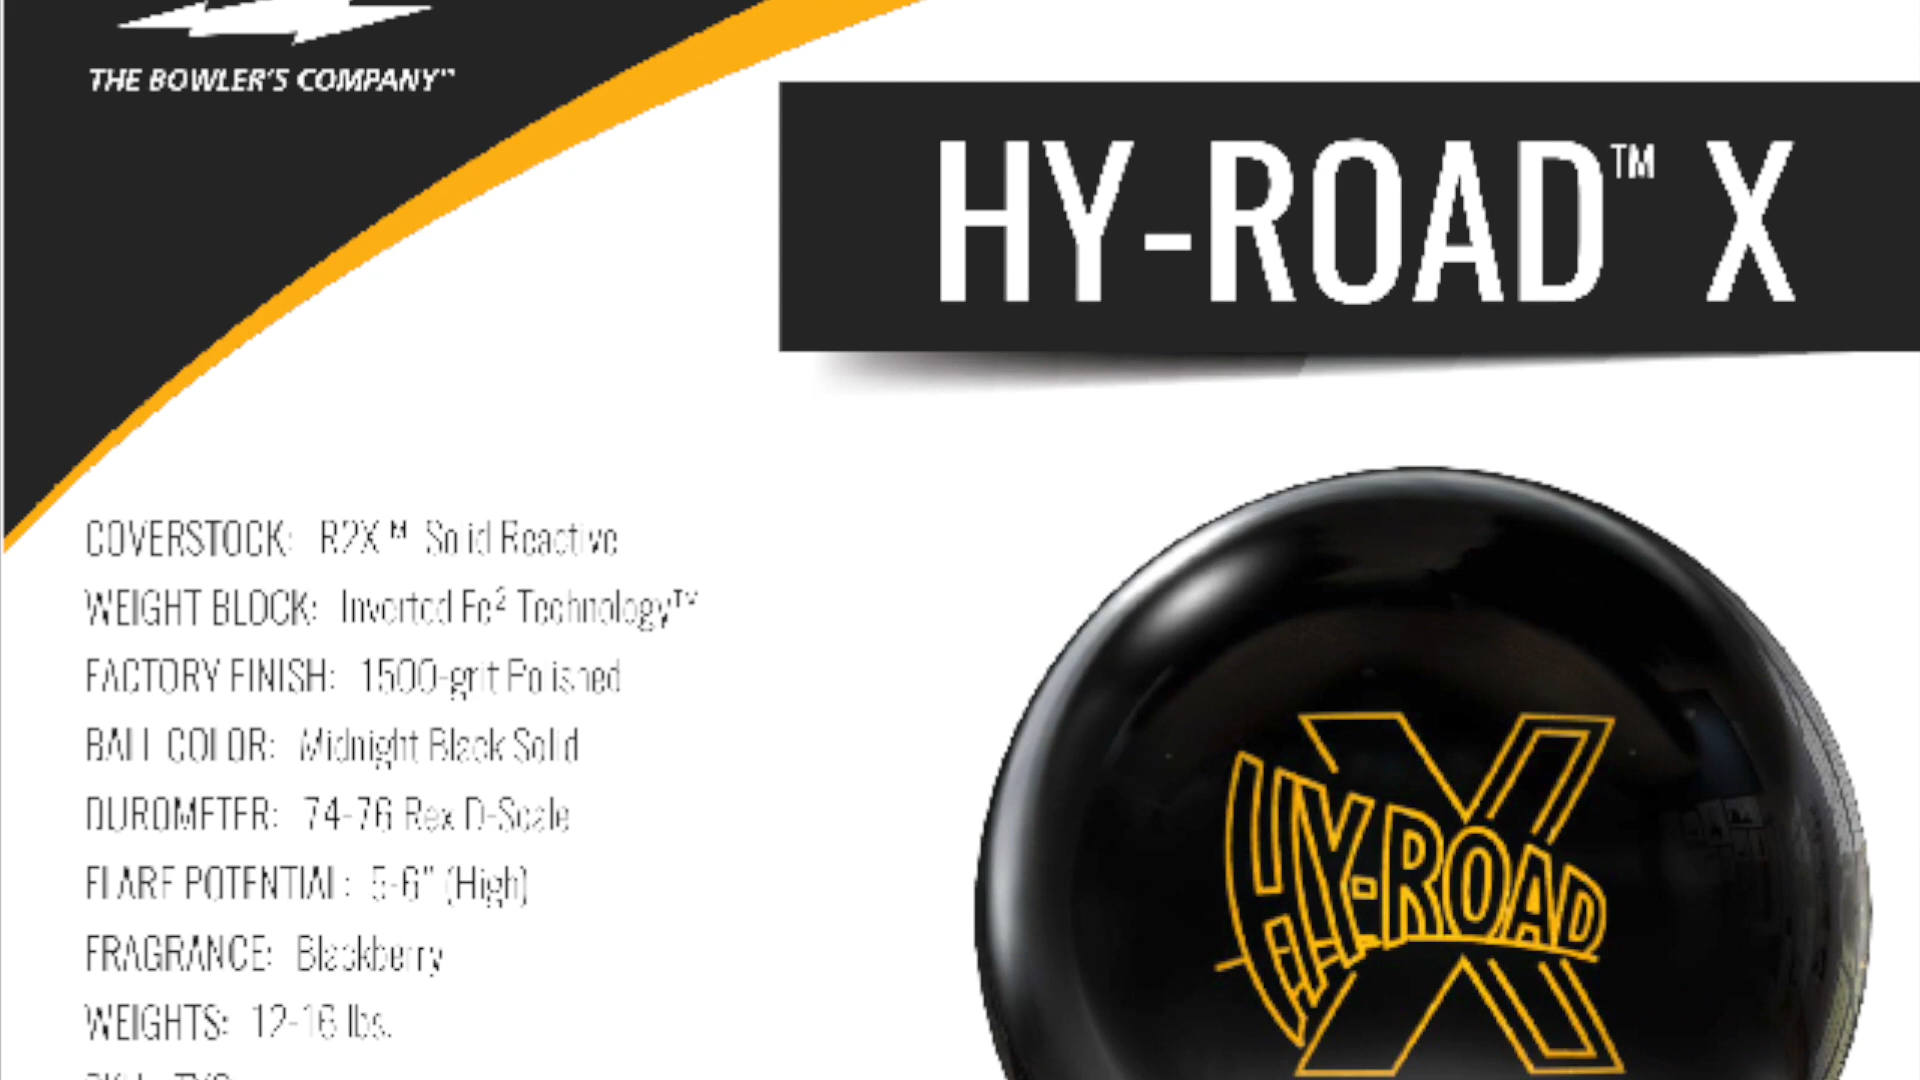 THE BOWLER'S COMPANY™
HY-ROAD™ X
COVERSTOCK: R2X™ Solid Reactive
WEIGHT BLOCK: Inverted Fe² Technology™
FACTORY FINISH: 1500-grit Polished
BALL COLOR: Midnight Black Solid
DUROMETER: 74-76 Rex D-Scale
FLARE POTENTIAL: 5-6" (High)
FRAGRANCE: Blackberry
WEIGHTS: 12-16 lbs.
X
HY-ROAD